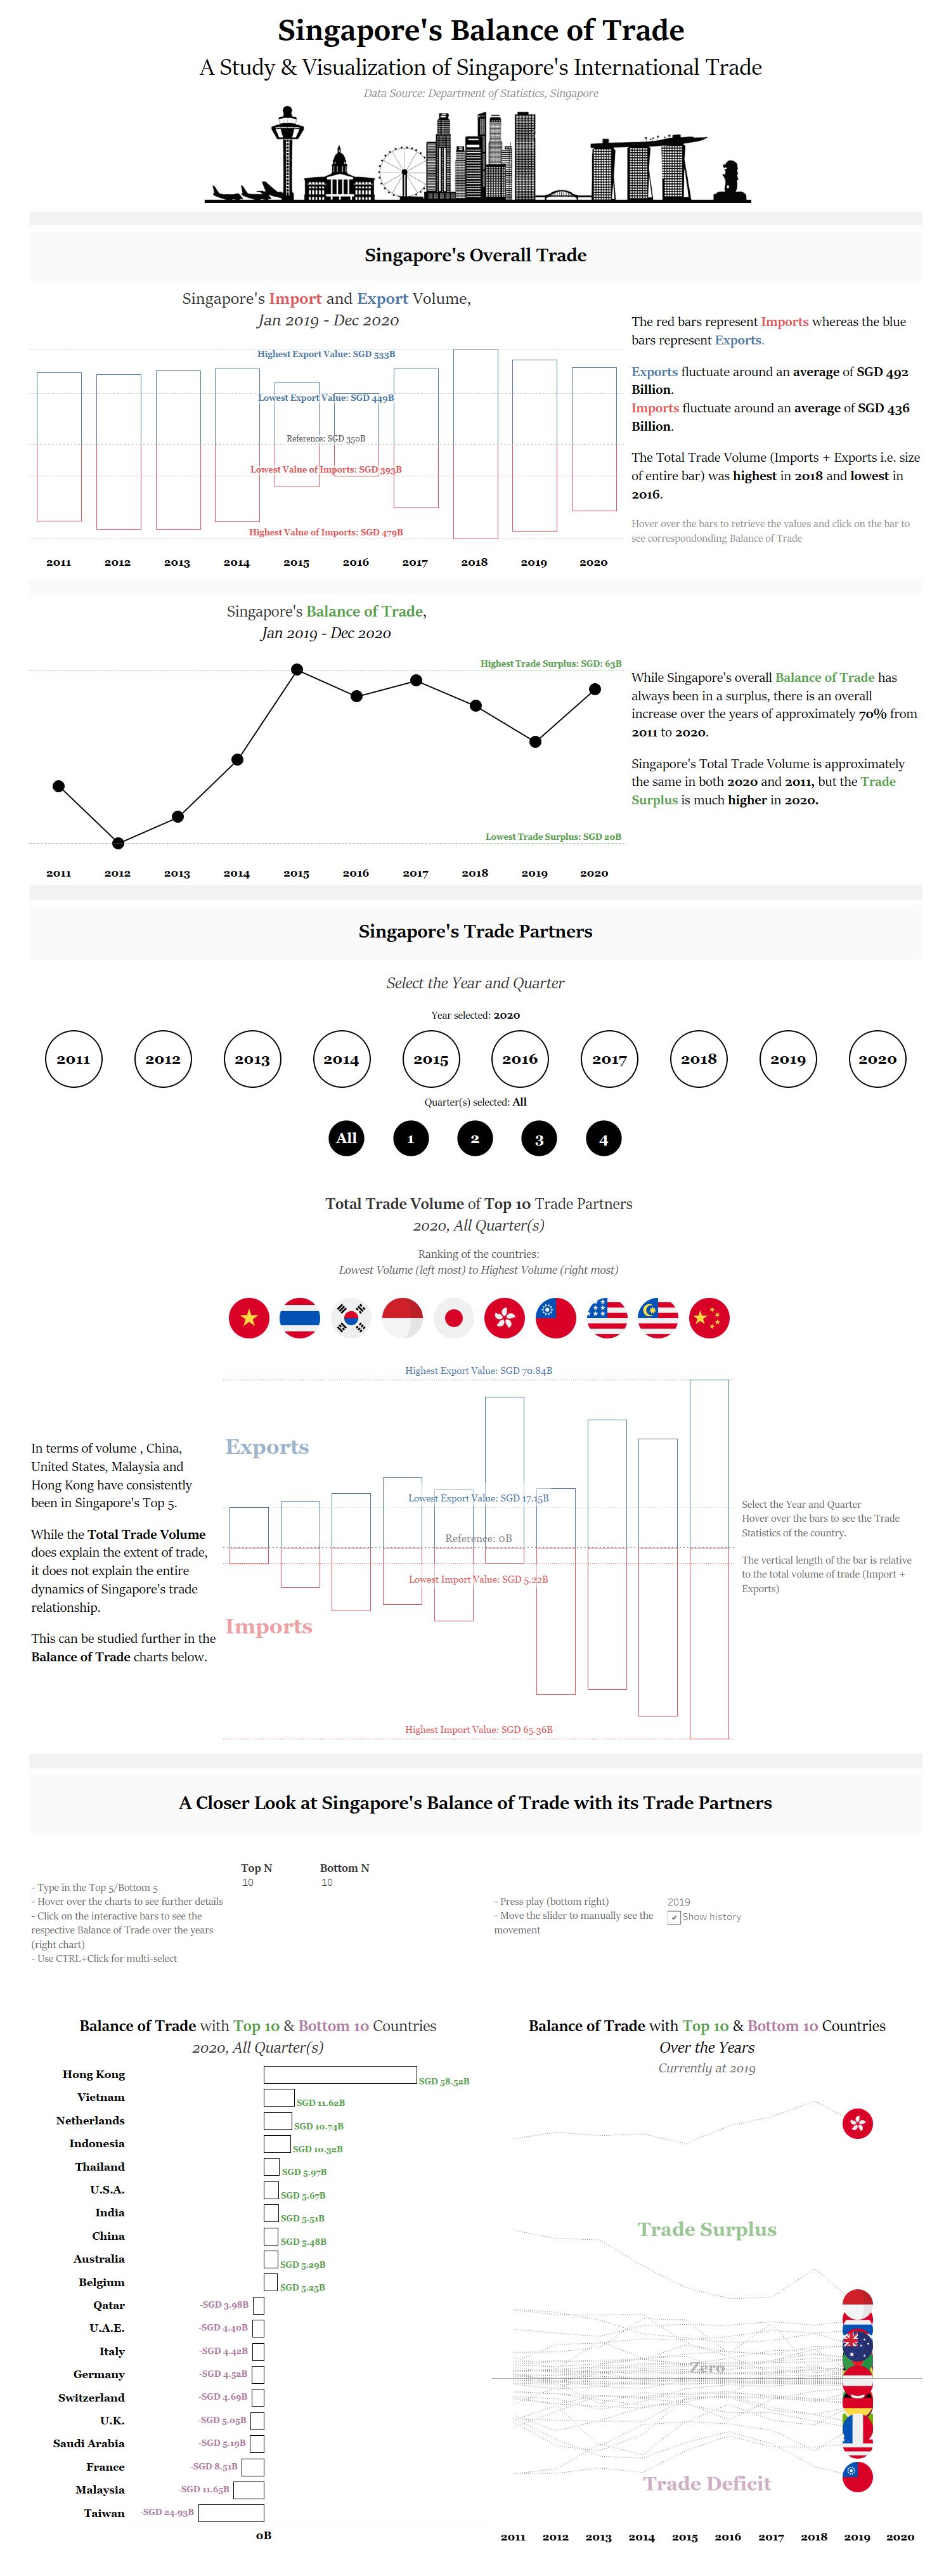 Singapore's Balance of Trade
A Study & Visualization of Singapore's International Trade
Data Source: Department of Statistics, Singapore
Singapore's Overall Trade
Singapore's Import and Export Volume,
Jan 2019 - Dec 2020
Highest Export Value: SGD 533B
Lowest Export Value: SGD 449B
Reference: SGD 350B
Lowest Value of Imports: SGD 393B
Highest Value of Imports: SGD 479B
2011 2012 2013 2014 2015 2016 2017 2018 2019 2020
The red bars represent Imports whereas the blue
bars represent Exports.
Exports fluctuate around an average of SGD 492
Billion.
Imports fluctuate around an average of SGD 436
Billion.
The Total Trade Volume (Imports + Exports i.e. size
of entire bar) was highest in 2018 and lowest in
2016.
Hover over the bars to retrieve the values and click on the bar to
see correspondonding Balance of Trade
Singapore's Balance of Trade,
Jan 2019 - Dec 2020
Highest Trade Surplus: SGD: 63B
Lowest Trade Surplus: SGD 20B
2011 2012 2013 2014 2015 2016 2017 2018 2019 2020
While Singapore's overall Balance of Trade has
always been in a surplus, there is an overall
increase over the years of approximately 70% from
2011 to 2020.
Singapore's Total Trade Volume is approximately
the same in both 2020 and 2011, but the Trade
Surplus is much higher in 2020.
Singapore's Trade Partners
Select the Year and Quarter
Year selected: 2020
2011 2012 2013 2014 2015 2016 2017 2018 2019 2020
Quarter(s) selected: All
All 1 2 3 4
Total Trade Volume of Top 10 Trade Partners
2020, All Quarter(s)
Ranking of the countries:
Lowest Volume (left most) to Highest Volume (right most)
In terms of volume , China,
United States, Malaysia and
Hong Kong have consistently
been in Singapore's Top 5.
While the Total Trade Volume
does explain the extent of trade,
it does not explain the entire
dynamics of Singapore's trade
relationship.
This can be studied further in the
Balance of Trade charts below.
Highest Export Value: SGD 70.84B
Exports
Lowest Export Value: SGD 17.15B
Reference: 0B
Lowest Import Value: SGD 5.22B
Imports
Highest Import Value: SGD 65.36B
Select the Year and Quarter
Hover over the bars to see the Trade
Statistics of the country.
The vertical length of the bar is relative
to the total volume of trade (Import +
Exports)
A Closer Look at Singapore's Balance of Trade with its Trade Partners
- Type in the Top 5/Bottom 5
- Hover over the charts to see further details
- Click on the interactive bars to see the
respective Balance of Trade over the years
(right chart)
- Use CTRL+Click for multi-select
Top N
10
Bottom N
10
- Press play (bottom right)
- Move the slider to manually see the
movement
2019
Show history
Balance of Trade with Top 10 & Bottom 10 Countries
2020, All Quarter(s)
Hong Kong SGD 58.52B
Vietnam SGD 11.62B
Netherlands SGD 10.74B
Indonesia SGD 10.32B
Thailand SGD 5.97B
U.S.A. SGD 5.67B
India SGD 5.51B
China SGD 5.48B
Australia SGD 5.29B
Belgium SGD 5.25B
Qatar -SGD 3.98B
U.A.E. -SGD 4.40B
Italy -SGD 4.42B
Germany -SGD 4.52B
Switzerland -SGD 4.69B
U.K. -SGD 5.05B
Saudi Arabia -SGD 5.19B
France -SGD 8.51B
Malaysia -SGD 11.65B
Taiwan -SGD 24.93B
0B
Balance of Trade with Top 10 & Bottom 10 Countries
Over the Years
Currently at 2019
Trade Surplus
Zero
Trade Deficit
2011 2012 2013 2014 2015 2016 2017 2018 2019 2020